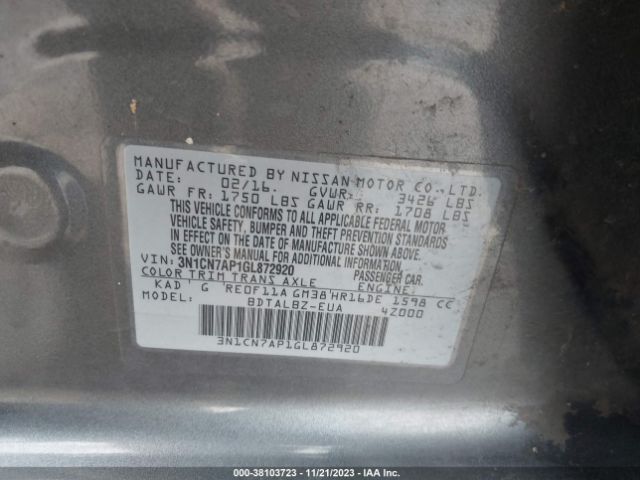 MANUFACTURED BY NISSAN MOTOR CO., LTD.
DATE: 02/16. GVWR: 3426 LBS
GAWR FR: 1750 LBS GAWR RR: 1708 LBS
THIS VEHICLE CONFORMS TO ALL APPLICABLE FEDERAL MOTOR
VEHICLE SAFETY, BUMPER, AND THEFT PREVENTION STANDARDS
IN EFFECT ON THE DATE OF MANUFACTURE SHOWN ABOVE.
SEE OWNER'S MANUAL AND
VIN: 3N1CN7AP1GL872920 PASSENGER CAR.
COLOR TRIM TRANS AXLE ENGINE:
KAD G RE0F11A GM38 HR16DE 1598 CC
MODEL: BDTALBZ-EUA 4Z000
3N1CN7AP1GL872920
000-38103723 - 11/21/2023 - IAA Inc.